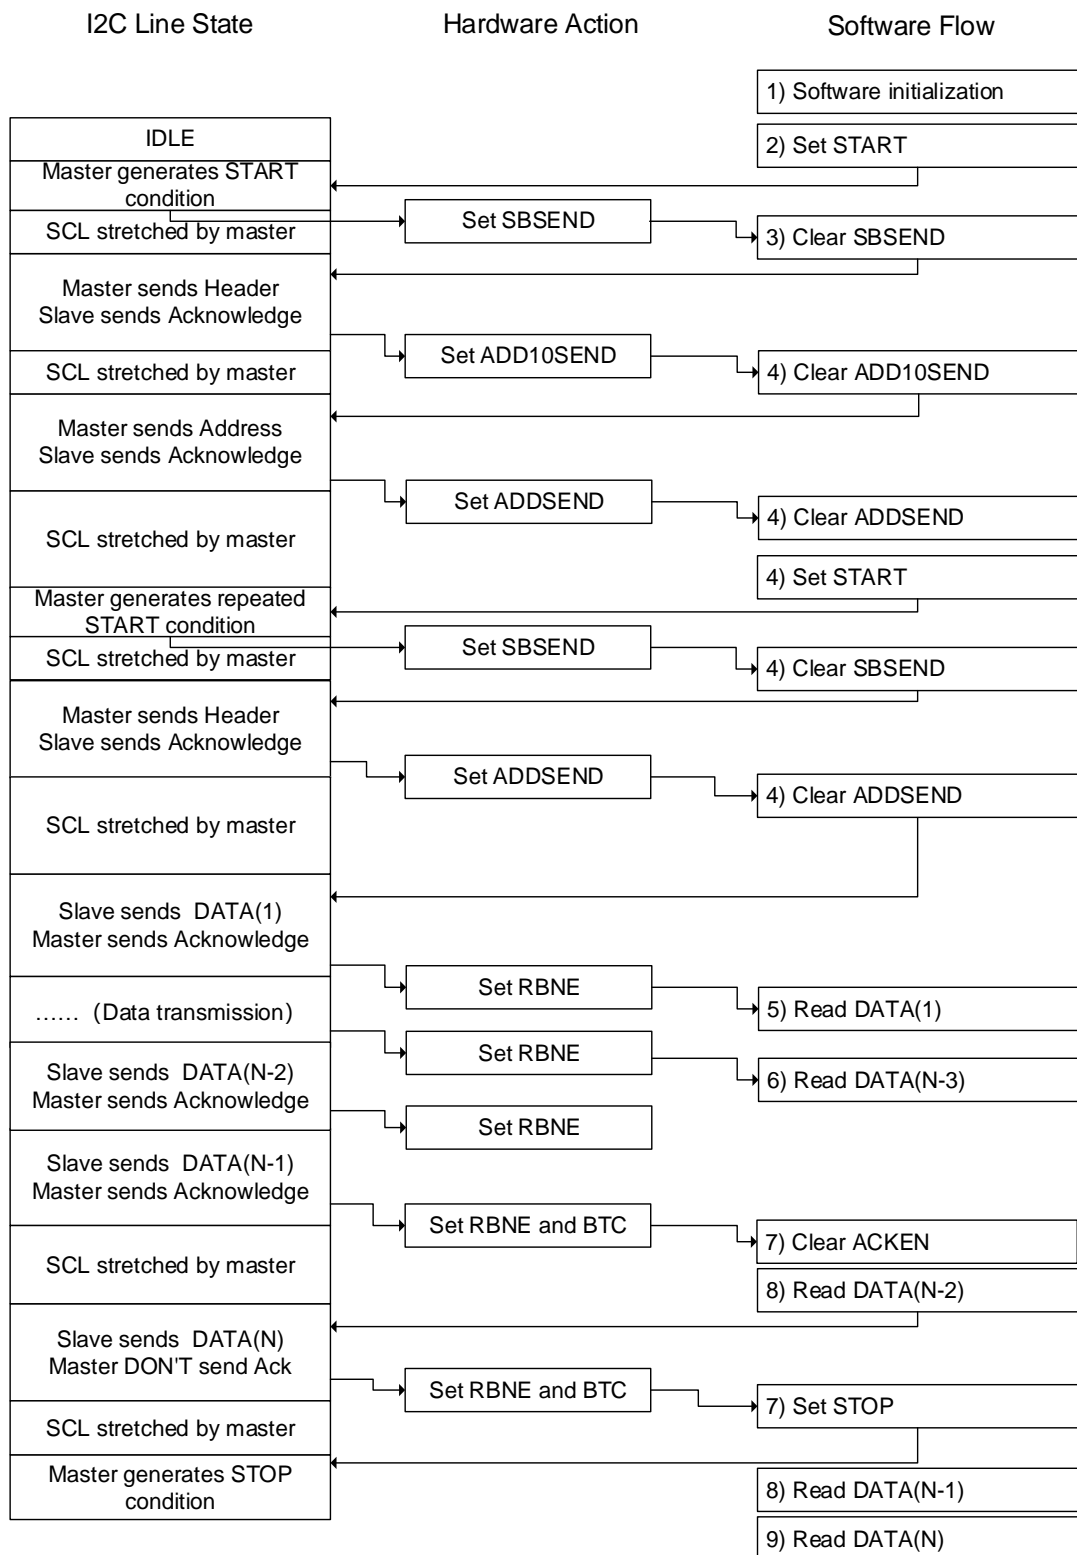 I2C Line State
Hardware Action
Software Flow
1) Software initialization
IDLE
2) Set START
Master generates START
condition
Set SBSEND
SCL stretched by master
3) Clear SBSEND
Master sends Header
Slave sends Acknowledge
Set ADD10SEND
SCL stretched by master
4) Clear ADD10SEND
Master sends Address
Slave sends Acknowledge
Set ADDSEND
4) Clear ADDSEND
SCL stretched by master
4) Set START
Master generates repeated
START condition
Set SBSEND
SCL stretched by master
4) Clear SBSEND
Master sends Header
Slave sends Acknowledge
Set ADDSEND
4) Clear ADDSEND
SCL stretched by master
Slave sends DATA(1)
Master sends Acknowledge
Set RBNE
5) Read DATA(1)
...... (Data transmission)
Set RBNE
Slave sends DATA(N-2)
Master sends Acknowledge
6) Read DATA(N-3)
Set RBNE
Slave sends DATA(N-1)
Master sends Acknowledge
Set RBNE and BTC
7) Clear ACKEN
SCL stretched by master
8) Read DATA(N-2)
Slave sends DATA(N)
Master DON'T send Ack
Set RBNE and BTC
7) Set STOP
SCL stretched by master
Master generates STOP
condition
8) Read DATA(N-1)
9) Read DATA(N)